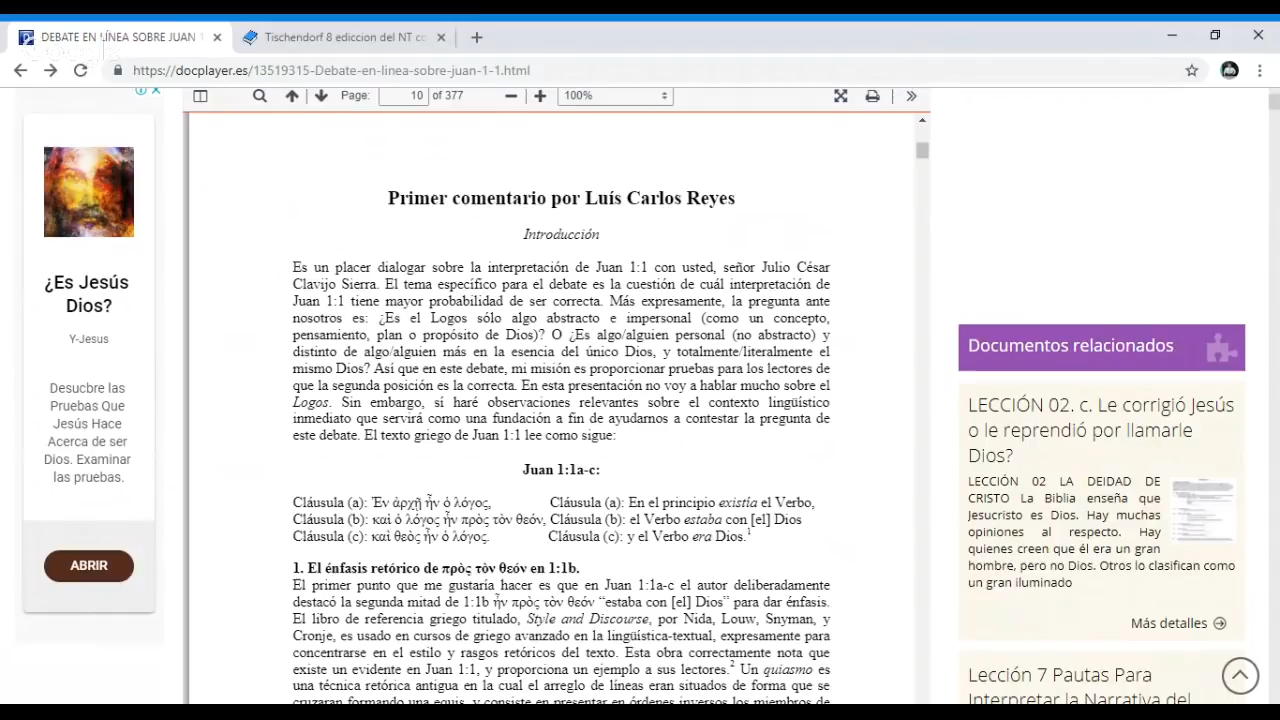 DEBATE EN LÍNEA SOBRE JUAN 1
Tischendorf 8 ediccion del NT co
https://docplayer.es/13519315-Debate-en-linea-sobre-juan-1-1.html
Page: 10 of 377
100%
Primer comentario por Luís Carlos Reyes
Introducción
Es un placer dialogar sobre la interpretación de Juan 1:1 con usted, señor Julio César
Clavijo Sierra. El tema específico para el debate es la cuestión de cuál interpretación de
Juan 1:1 tiene mayor probabilidad de ser correcta. Más expresamente, la pregunta ante
nosotros es: ¿Es el Logos sólo algo abstracto e impersonal (como un concepto,
pensamiento, plan o propósito de Dios)? O ¿Es algo/alguien personal (no abstracto) y
distinto de algo/alguien más en la esencia del único Dios, y totalmente/literalmente el
mismo Dios? Así que en este debate, mi misión es proporcionar pruebas para los lectores de
que la segunda posición es la correcta. En esta presentación no voy a hablar mucho sobre el
Logos. Sin embargo, sí haré observaciones relevantes sobre el contexto lingüístico
inmediato que servirá como una fundación a fin de ayudarnos a contestar la pregunta de
este debate. El texto griego de Juan 1:1 lee como sigue:
Juan 1:1a-c:
Cláusula (a): Ἐν ἀρχῇ ἦν ὁ λόγος, Cláusula (a): En el principio existía el Verbo,
Cláusula (b): καὶ ὁ λόγος ἦν πρὸς τὸν θεόν, Cláusula (b): el Verbo estaba con [el] Dios
Cláusula (c): καὶ θεὸς ἦν ὁ λόγος. Cláusula (c): y el Verbo era Dios.1
1. El énfasis retórico de πρὸς τὸν θεόν en 1:1b.
El primer punto que me gustaría hacer es que en Juan 1:1a-c el autor deliberadamente
destacó la segunda mitad de 1:1b ἦν πρὸς τὸν θεόν “estaba con [el] Dios” para dar énfasis.
El libro de referencia griego titulado, Style and Discourse, por Nida, Louw, Snyman, y
Cronje, es usado en cursos de griego avanzado en la lingüística-textual, expresamente para
concentrarse en el estilo y rasgos retóricos del texto. Esta obra correctamente nota que
existe un evidente en Juan 1:1, y proporciona un ejemplo a sus lectores.2 Un quiasmo es
una técnica retórica antigua en la cual el arreglo de líneas eran situados de forma que se
cruzaran formando una equis, y consiste en presentar en órdenes inversos los miembros de
¿Es Jesús
Dios?
Y-Jesus
Desucbre las
Pruebas Que
Jesús Hace
Acerca de ser
Dios. Examinar
las pruebas.
ABRIR
Documentos relacionados
LECCIÓN 02. c. Le corrigió Jesús
o le reprendió por llamarle
Dios?
LECCIÓN 02 LA DEIDAD DE
CRISTO La Biblia enseña que
Jesucristo es Dios. Hay muchas
opiniones al respecto. Hay
quienes creen que él era un gran
hombre, pero no Dios. Otros lo clasifican como
un gran iluminado
Más detalles
Lección 7 Pautas Para
Interpretar la Narrativa del